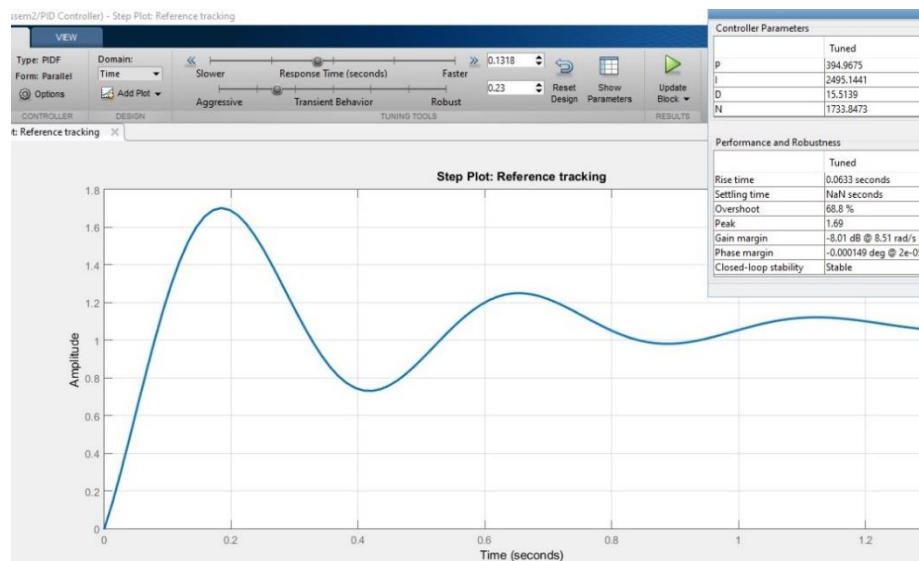 ssem2/PID Controller) - Step Plot: Reference tracking
VIEW
Type: PIDF
Form: Parallel
Options
CONTROLLER
Domain:
Time
Add Plot
DESIGN
Slower Response Time (seconds) Faster
0.1318
Aggressive Transient Behavior Robust
0.23
TUNING TOOLS
Reset
Design
Show
Parameters
Update
Block
RESULTS
t: Reference tracking
Controller Parameters
Tuned
P 394.9675
I 2495.1441
D 15.5139
N 1733.8473
Performance and Robustness
Tuned
Rise time 0.0633 seconds
Settling time NaN seconds
Overshoot 68.8 %
Peak 1.69
Gain margin -8.01 dB @ 8.51 rad/s
Phase margin -0.000149 deg @ 2e-05
Closed-loop stability Stable
Step Plot: Reference tracking
1.8
1.6
1.4
1.2
1
0.8
0.6
0.4
0.2
0
Amplitude
0 0.2 0.4 0.6 0.8 1 1.2
Time (seconds)